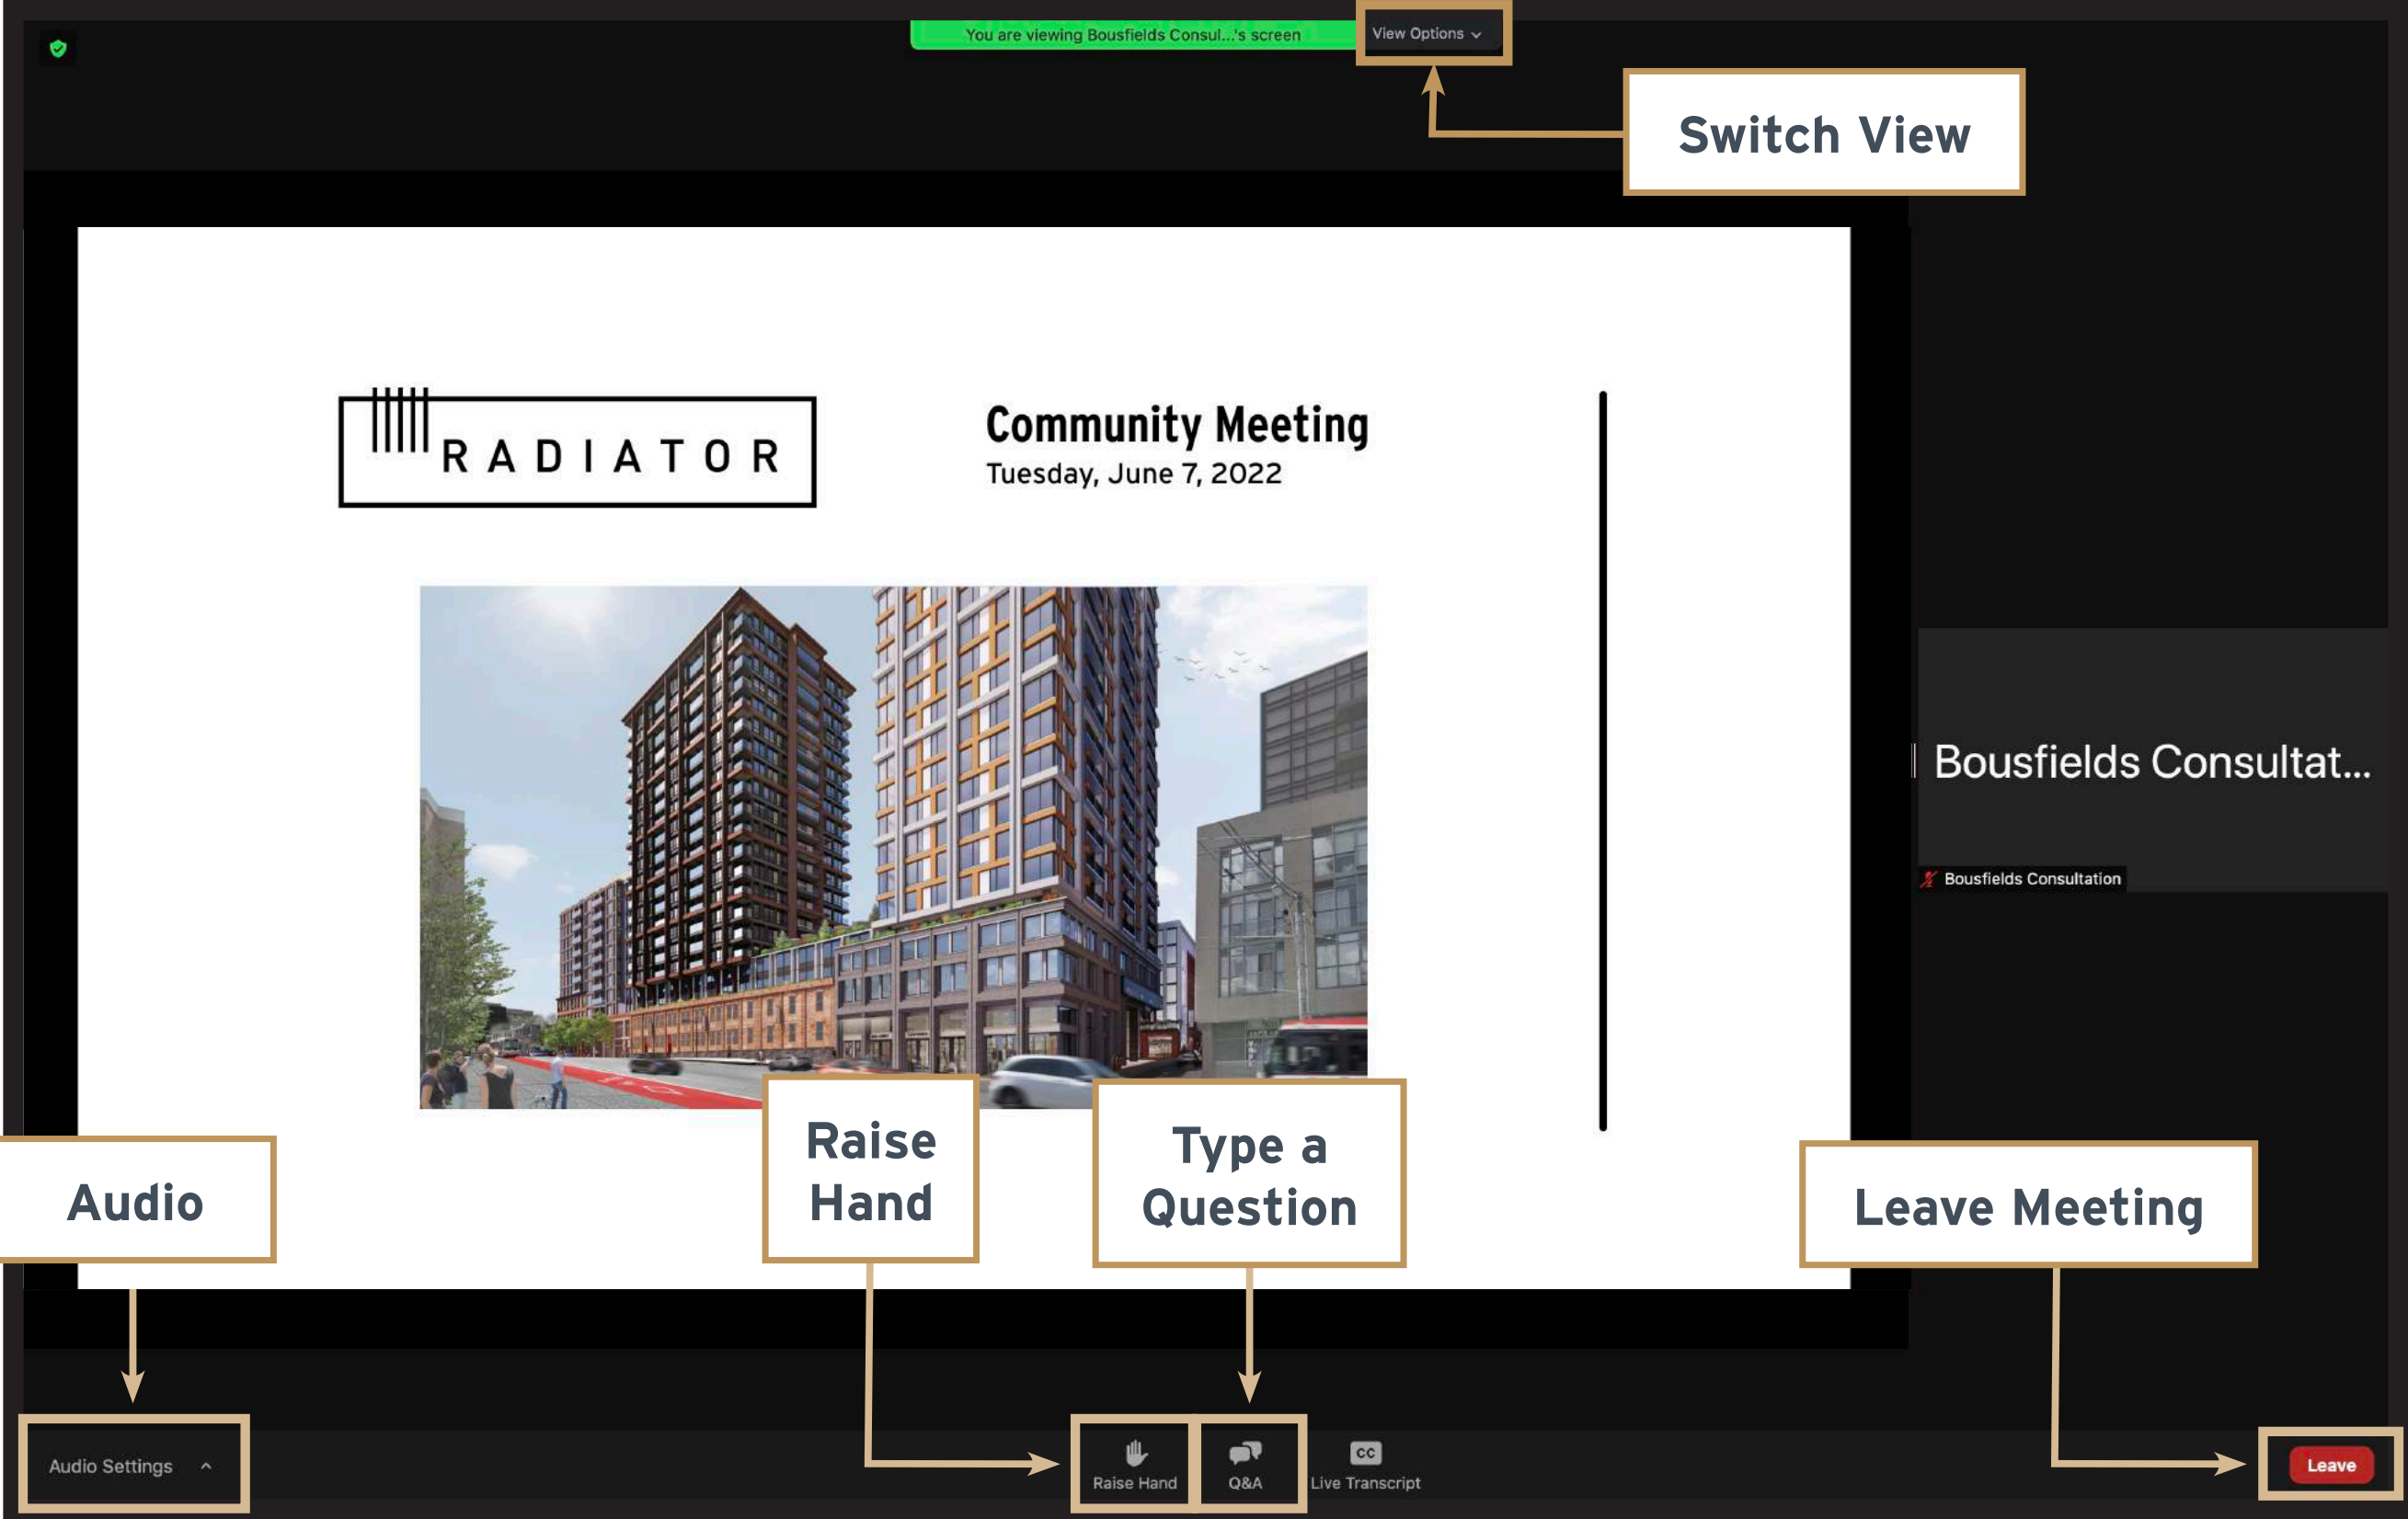 You are viewing Bousfields Consul...'s screen
View Options
Switch View
RADIATOR
Community Meeting
Tuesday, June 7, 2022
Bousfields Consultat...
Bousfields Consultation
Audio
Raise
Hand
Type a
Question
Leave Meeting
Audio Settings
Raise Hand
Q&A
CC
Live Transcript
Leave